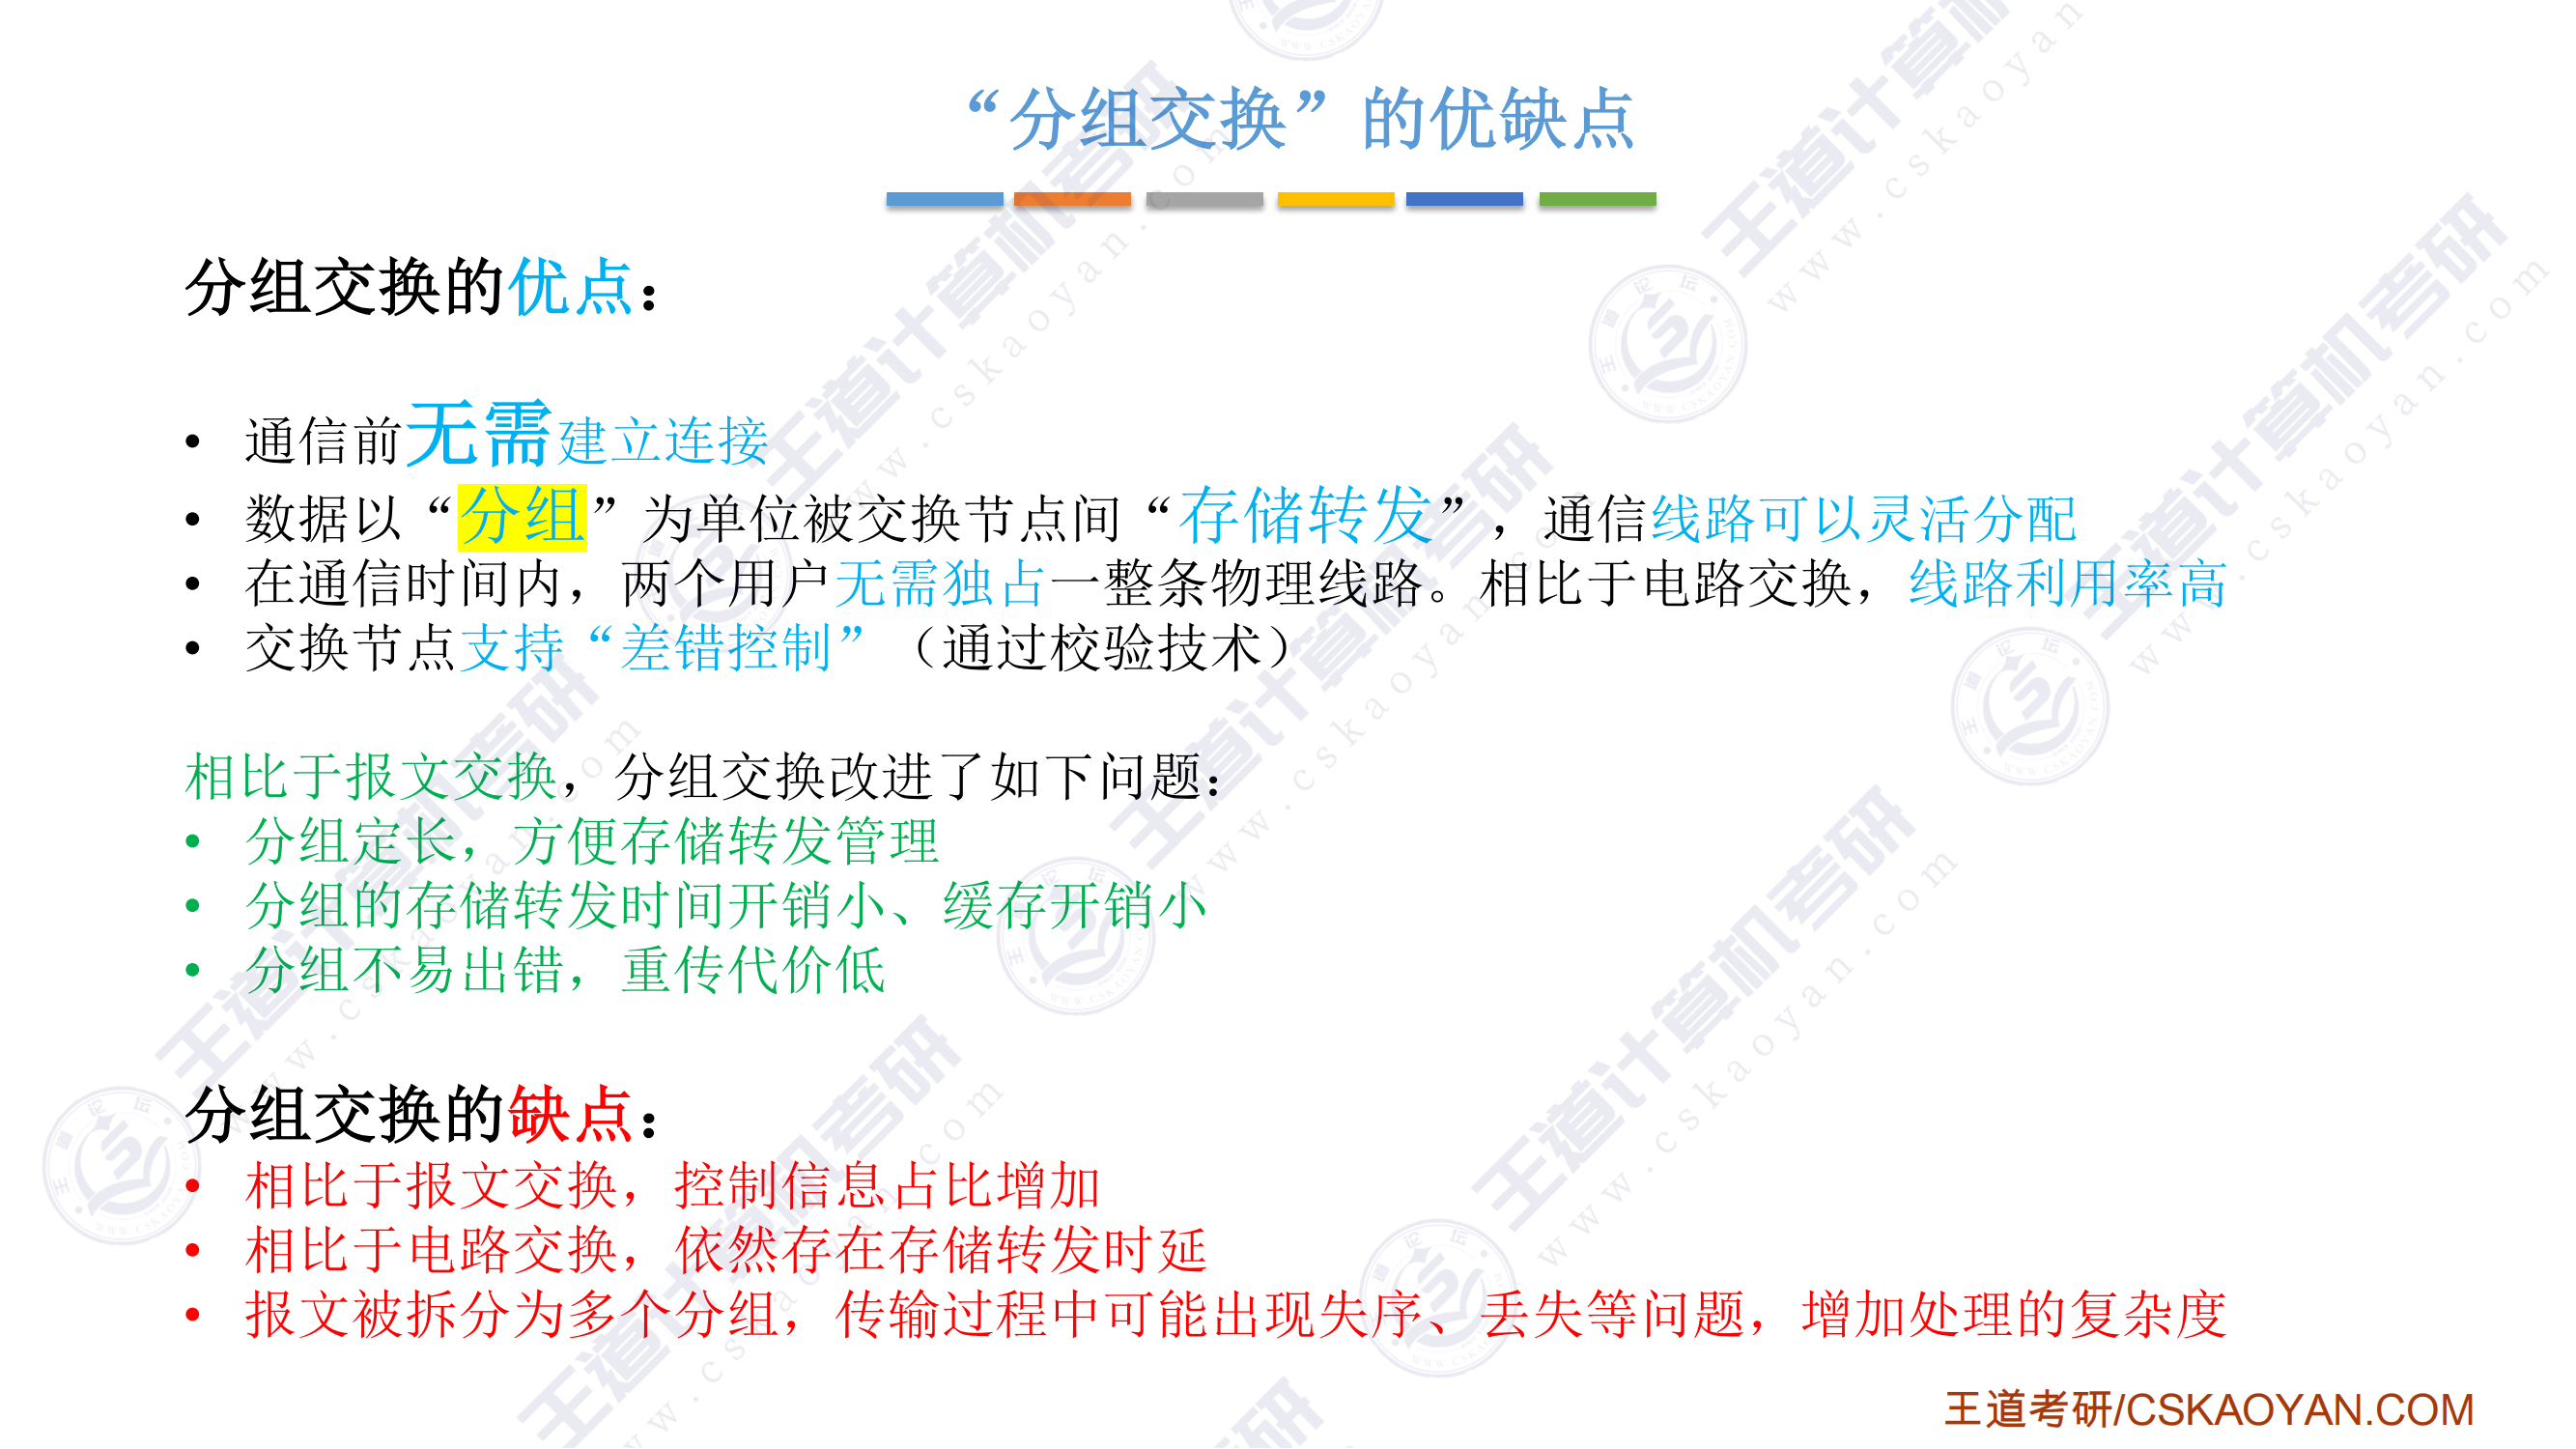 “分组交换”的优缺点
分组交换的优点：
• 通信前无需建立连接
• 数据以“分组”为单位被交换节点间“存储转发”，通信线路可以灵活分配
• 在通信时间内，两个用户无需独占一整条物理线路。相比于电路交换，线路利用率高
• 交换节点支持“差错控制”（通过校验技术）
相比于报文交换，分组交换改进了如下问题：
• 分组定长，方便存储转发管理
• 分组的存储转发时间开销小、缓存开销小
• 分组不易出错，重传代价低
分组交换的缺点：
• 相比于报文交换，控制信息占比增加
• 相比于电路交换，依然存在存储转发时延
• 报文被拆分为多个分组，传输过程中可能出现失序、丢失等问题，增加处理的复杂度
王道考研/CSKAOYAN.COM
王道计算机考研
www.cskaoyan.com